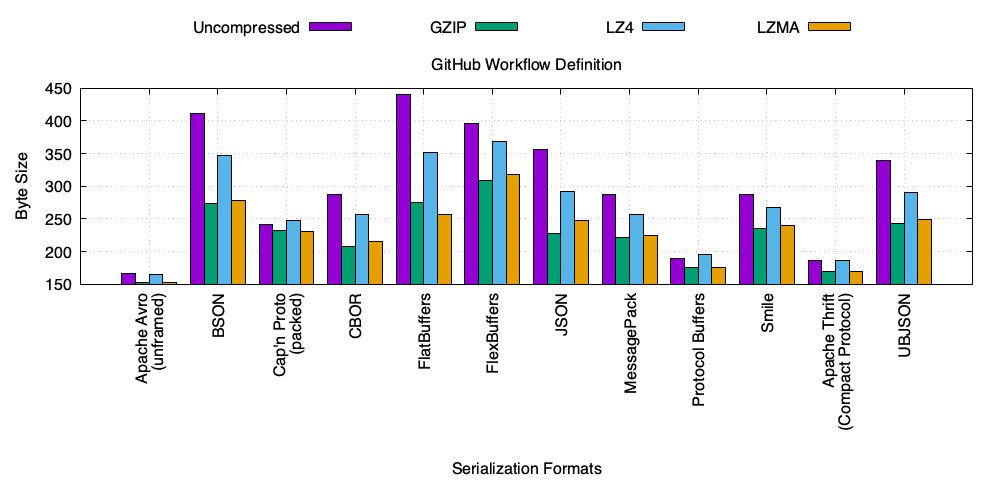 Uncompressed GZIP LZ4 LZMA
GitHub Workflow Definition
450
400
350
300
250
200
150
Byte Size
Apache Avro
(unframed)
BSON
Cap'n Proto
(packed)
CBOR
FlatBuffers
FlexBuffers
JSON
MessagePack
Protocol Buffers
Smile
Apache Thrift
(Compact Protocol)
UBJSON
Serialization Formats